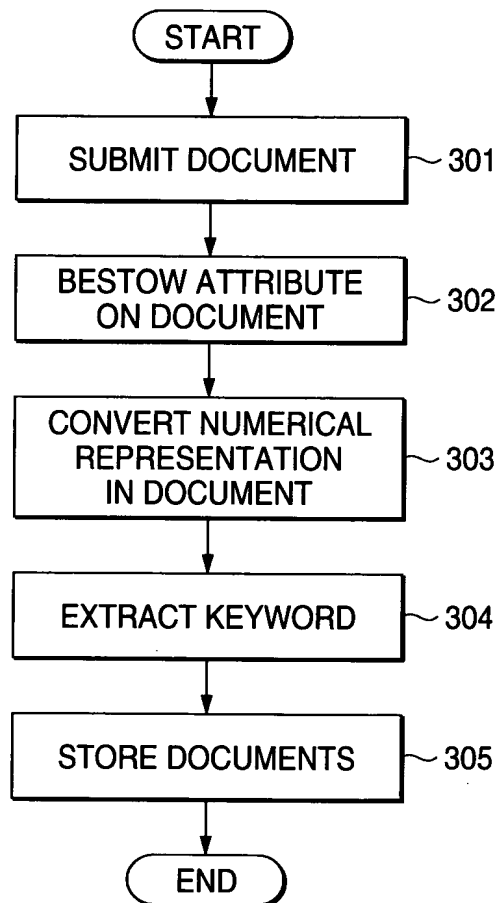 START
SUBMIT DOCUMENT
301
BESTOW ATTRIBUTE
ON DOCUMENT
302
CONVERT NUMERICAL
REPRESENTATION
IN DOCUMENT
303
EXTRACT KEYWORD
304
STORE DOCUMENTS
305
END